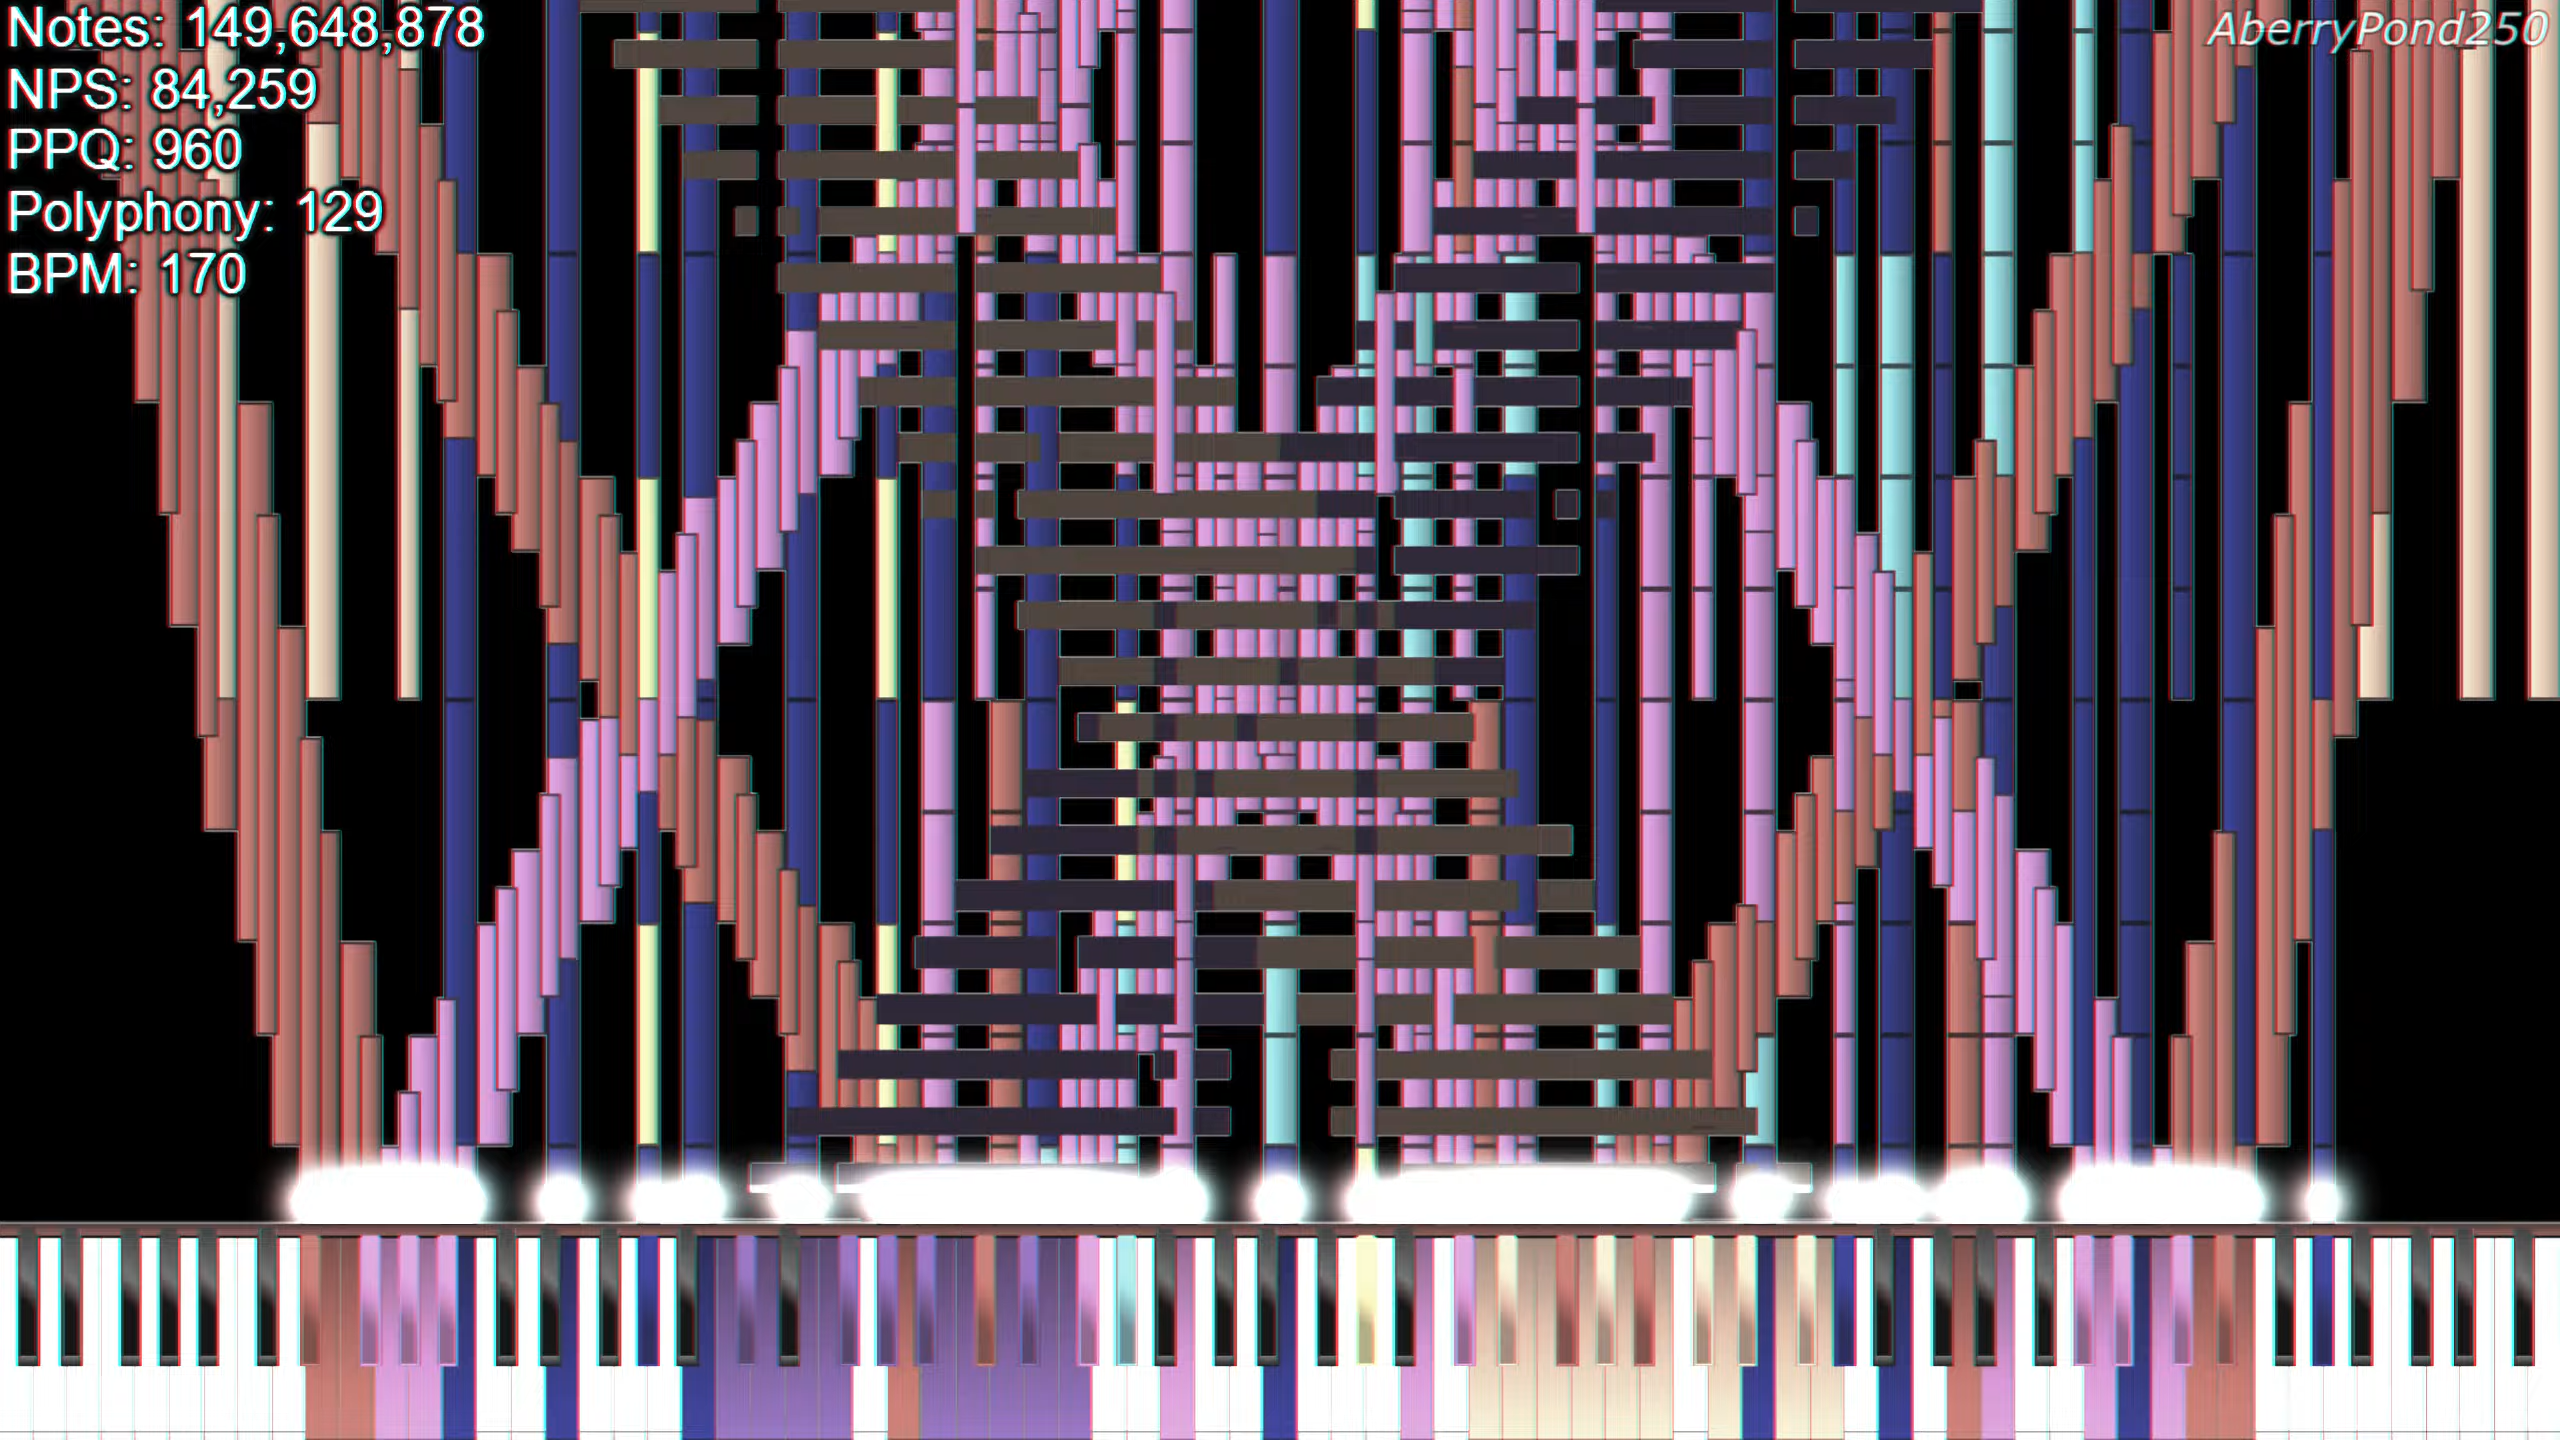 Notes: 149,648,878
AberryPond250
NPS: 84,259
PPQ: 960
Polyphony: 129
BPM: 170